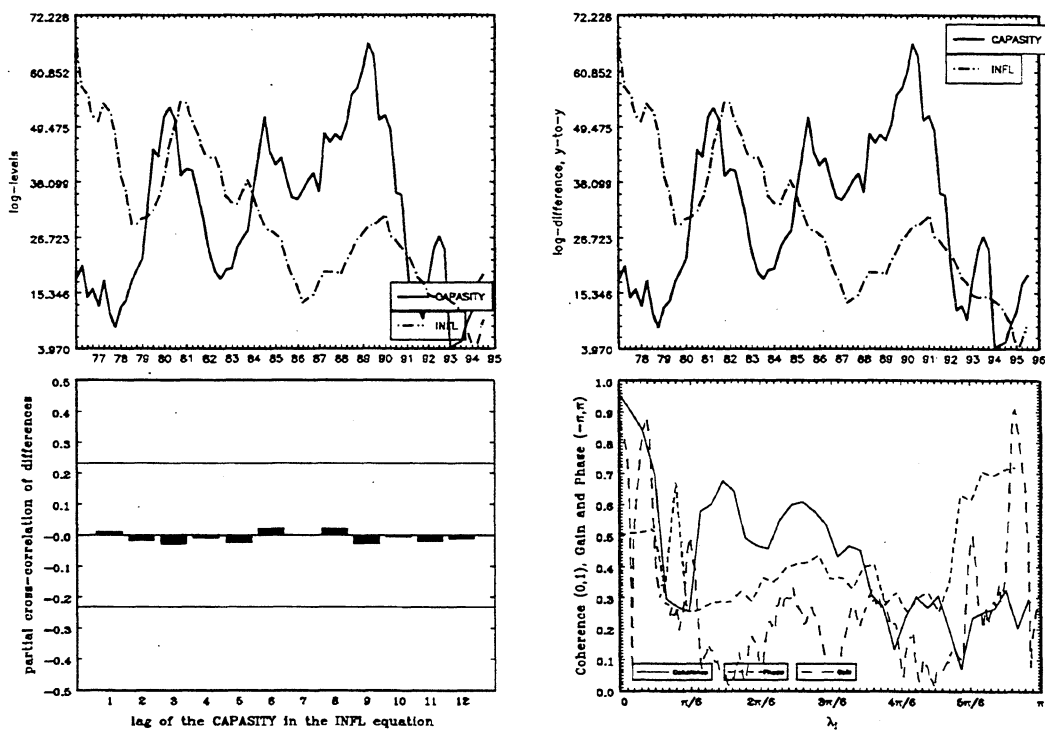 72.228
60.852
49.475
38.099
26.723
15.346
3.970
log-levels
CAPASITY
INFL
77 78 79 80 81 82 83 84 85 86 87 88 89 90 91 92 93 94 95
72.228
60.852
49.475
38.099
26.723
15.346
3.970
log-difference, y-to-y
CAPASITY
INFL
78 79 80 81 82 83 84 85 86 87 88 89 90 91 92 93 94 95 96
0.5
0.4
0.3
0.2
0.1
-0.0
-0.1
-0.2
-0.3
-0.4
-0.5
partial cross-correlation of differences
1 2 3 4 5 6 7 8 9 10 11 12
lag of the CAPASITY in the INFL equation
1.0
0.9
0.8
0.7
0.6
0.5
0.4
0.3
0.2
0.1
0.0
Coherence (0,1), Gain and Phase (-π,π)
Coherence
Phase
Gain
0 π/6 2π/6 3π/6 4π/6 5π/6 π
λj